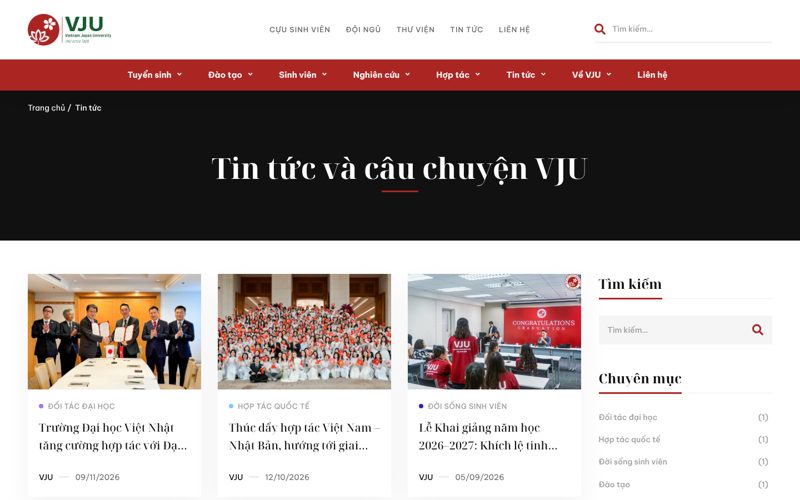 VJU
Vietnam Japan University
CỰU SINH VIÊN
ĐỘI NGŨ
THƯ VIỆN
TIN TỨC
LIÊN HỆ
Tìm kiếm...
Tuyển sinh
Đào tạo
Sinh viên
Nghiên cứu
Hợp tác
Tin tức
Về VJU
Liên hệ
Trang chủ / Tin tức
Tin tức và câu chuyện VJU
CONGRATULATIONS
GRADUATION
VJU
VJU
VJU
ĐỐI TÁC ĐẠI HỌC
Trường Đại học Việt Nhật
tăng cường hợp tác với Đạ...
VJU
09/11/2026
HỢP TÁC QUỐC TẾ
Thúc đẩy hợp tác Việt Nam –
Nhật Bản, hướng tới giai...
VJU
12/10/2026
ĐỜI SỐNG SINH VIÊN
Lễ Khai giảng năm học
2026–2027: Khích lệ tinh...
VJU
05/09/2026
Tìm kiếm
Tìm kiếm...
Chuyên mục
Đối tác đại học (1)
Hợp tác quốc tế (1)
Đời sống sinh viên (1)
Đào tạo (1)